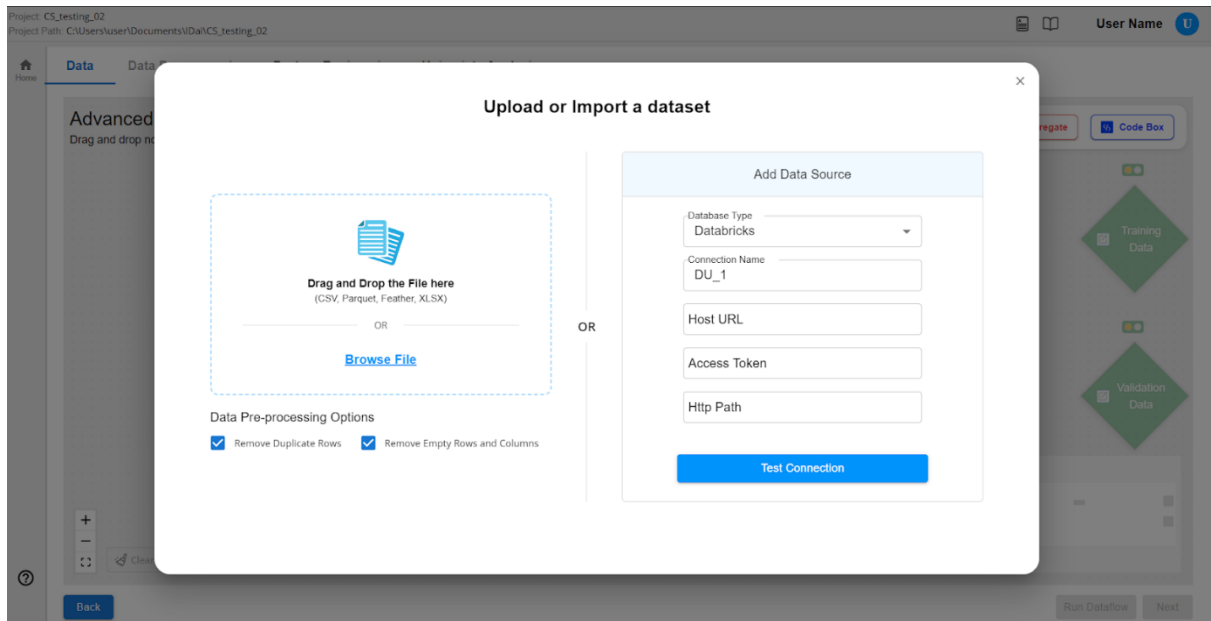 Project: CS_testing_02
Project Path: C:\Users\user\Documents\IDai\CS_testing_02
User Name
U
Home
Data
Data
Upload or Import a dataset
Advanced
Drag and drop
regate
Code Box
Add Data Source
Database Type
Databricks
Connection Name
DU_1
Host URL
Access Token
Http Path
Test Connection
Drag and Drop the File here
(CSV, Parquet, Feather, XLSX)
OR
Browse File
OR
Data Pre-processing Options
Remove Duplicate Rows
Remove Empty Rows and Columns
Training
Data
Validation
Data
Clear
Back
Run Dataflow
Next